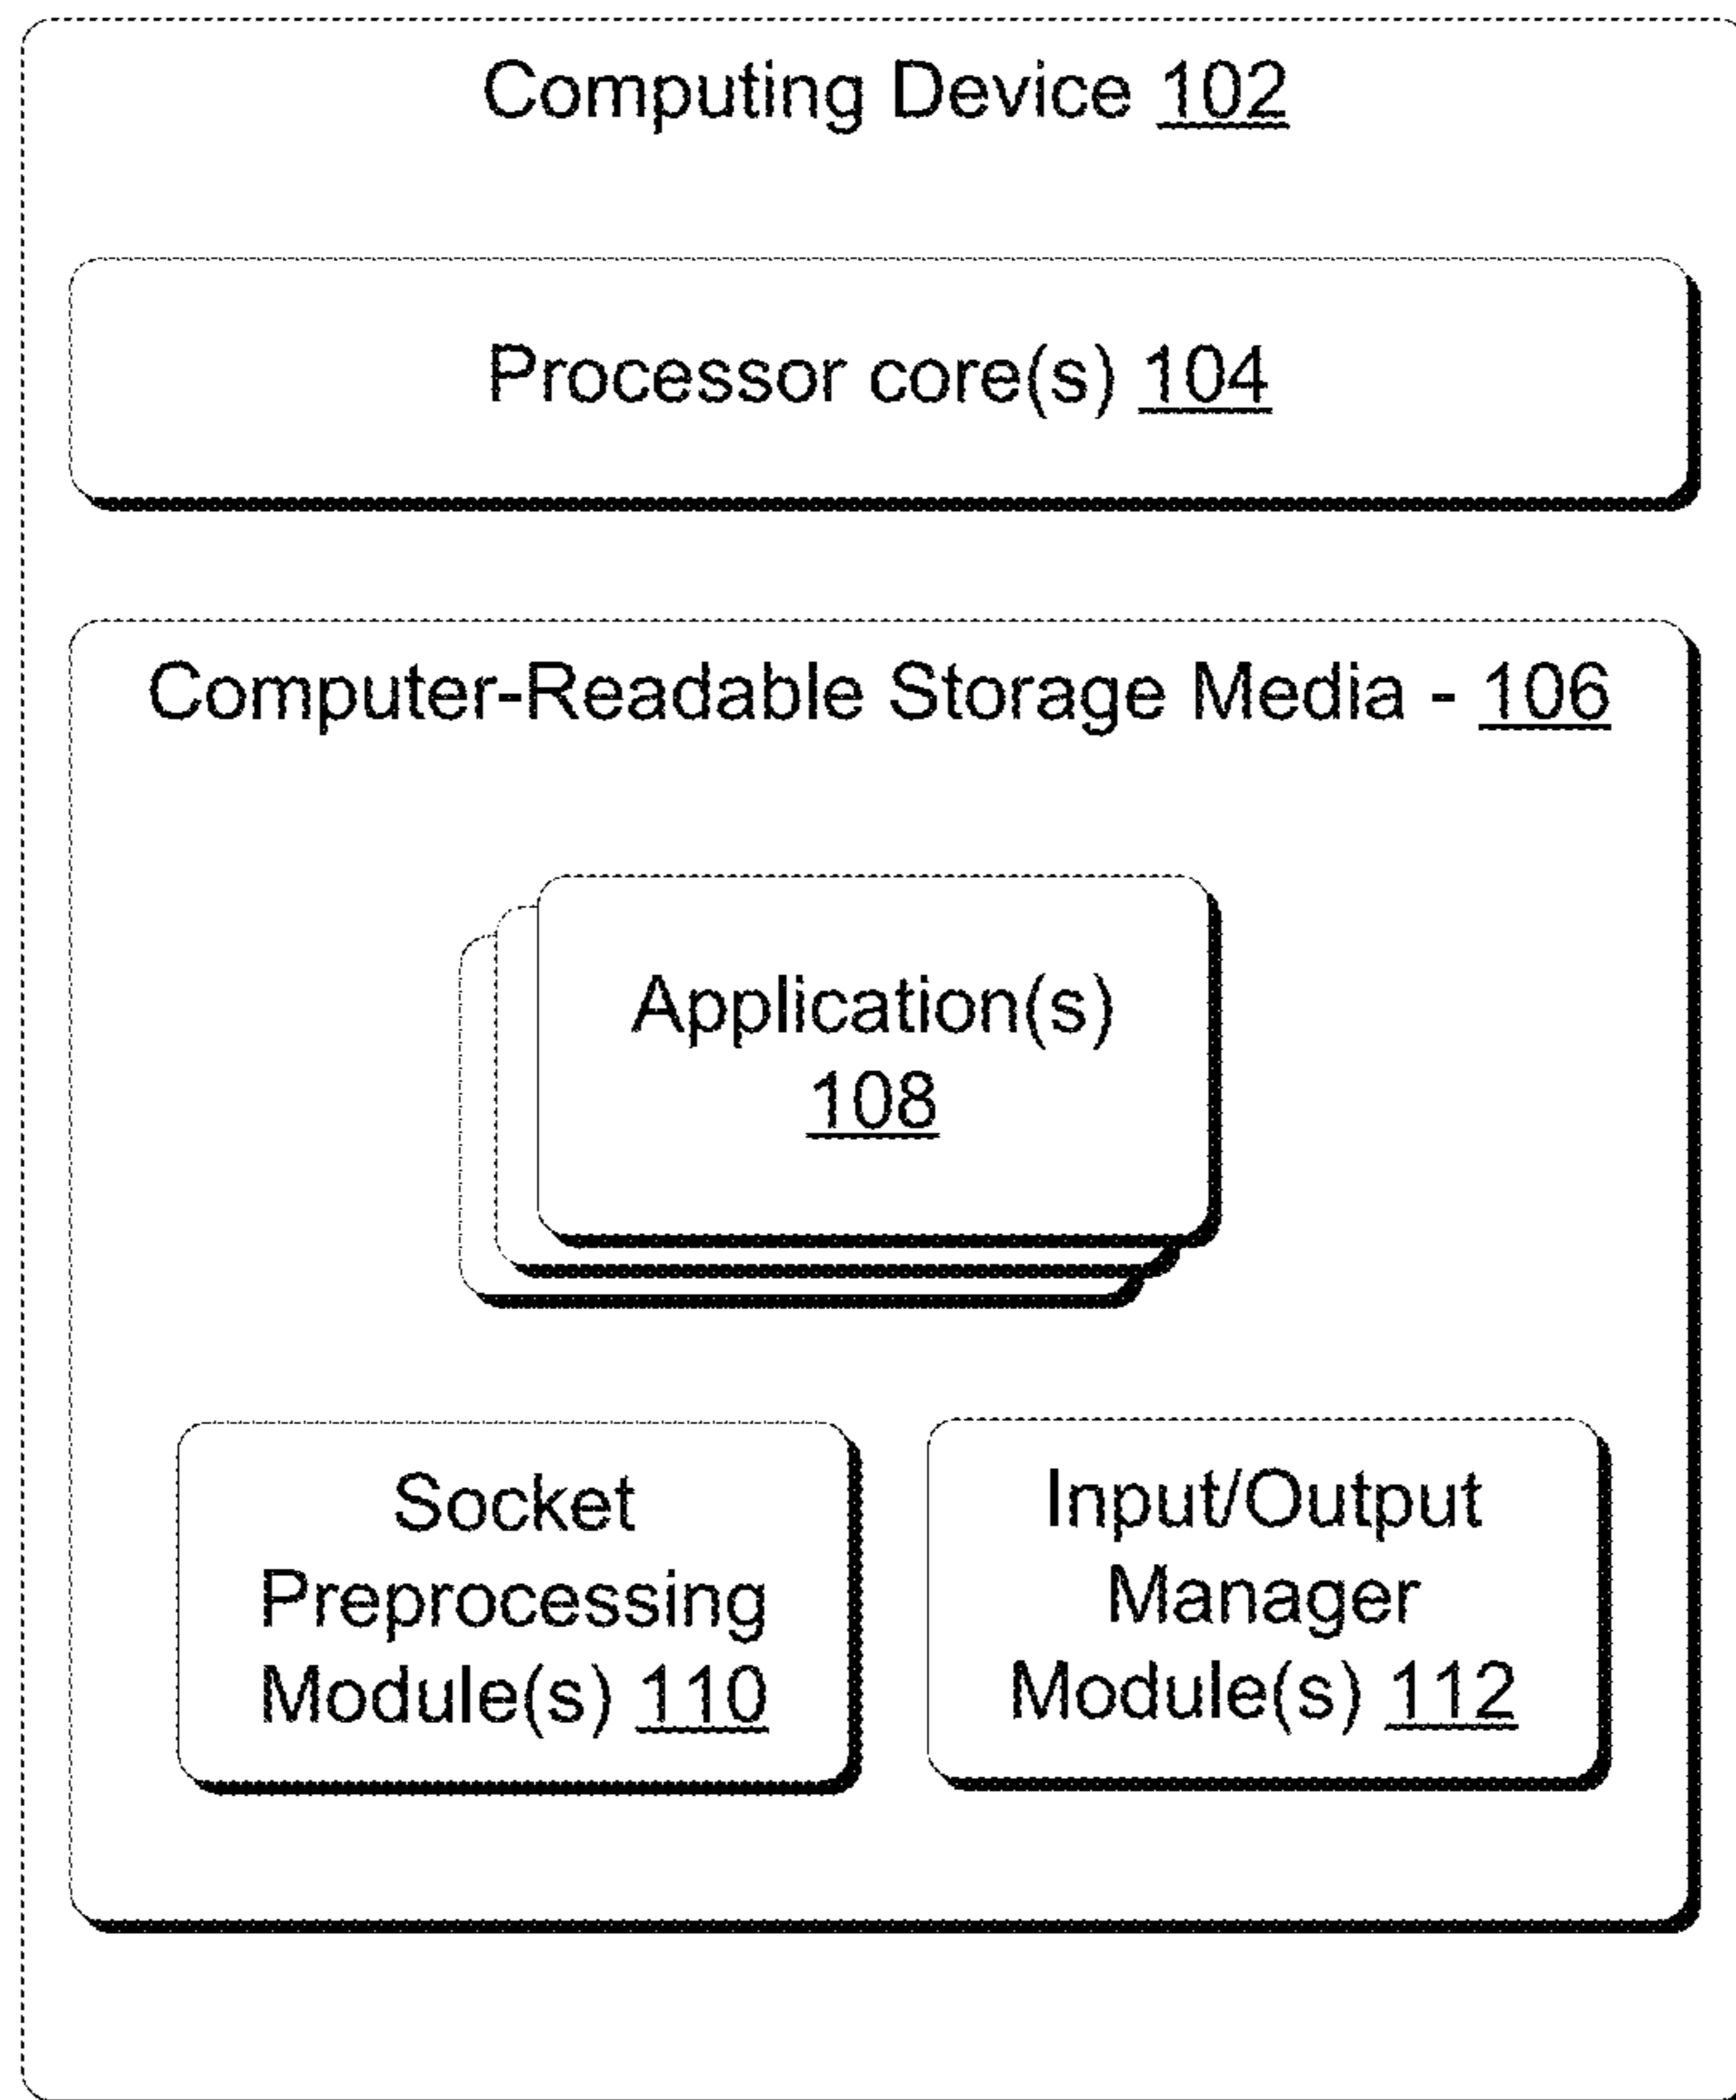 Computing Device 102
Processor core(s) 104
Computer-Readable Storage Media - 106
Application(s)
108
Socket
Preprocessing
Module(s) 110
Input/Output
Manager
Module(s) 112